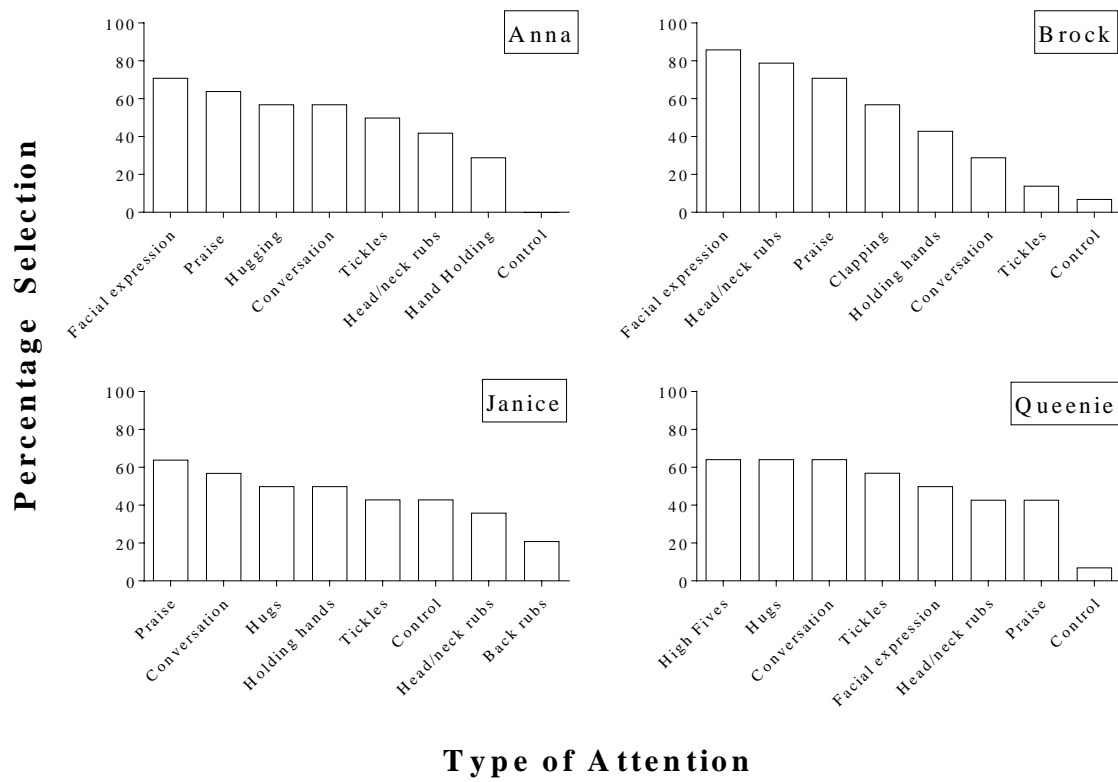 Percentage Selection
Anna
100
80
60
40
20
0
Facial expression
Praise
Hugging
Conversation
Tickles
Head/neck rubs
Hand Holding
Control
Brock
100
80
60
40
20
0
Facial expression
Head/neck rubs
Praise
Clapping
Holding hands
Conversation
Tickles
Control
Janice
100
80
60
40
20
0
Praise
Conversation
Hugs
Holding hands
Tickles
Control
Head/neck rubs
Back rubs
Queenie
100
80
60
40
20
0
High Fives
Hugs
Conversation
Tickles
Facial expression
Head/neck rubs
Praise
Control
Type of Attention